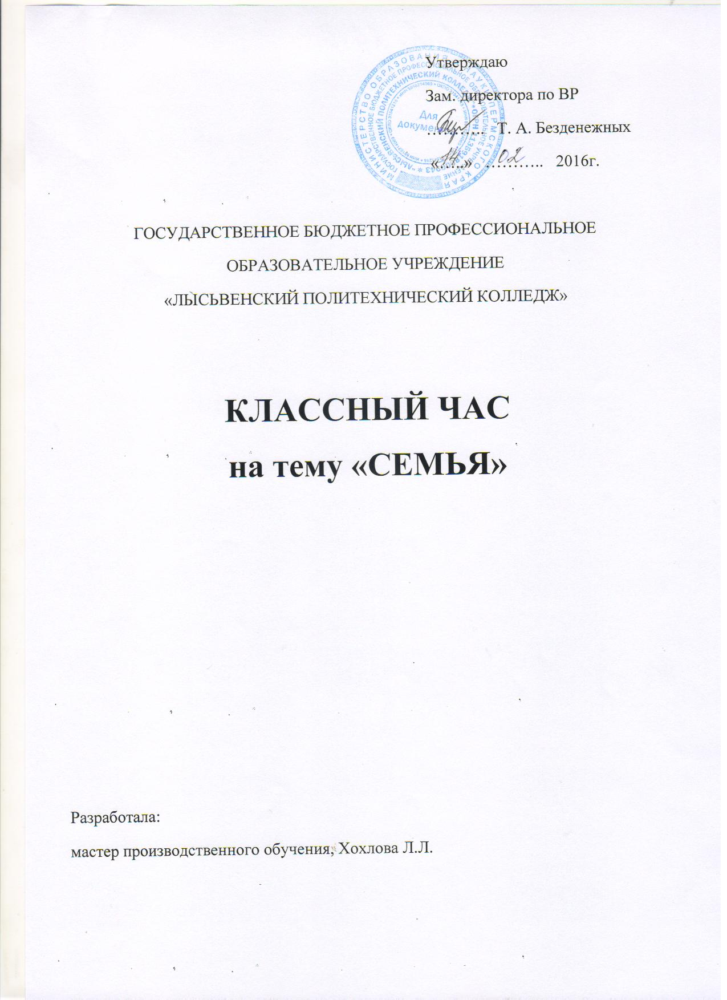 Утверждаю
Зам. директора по ВР
……….. Т. А. Безденежных
«.14..» …02…….. 2016г.
МИНИСТЕРСТВО ОБРАЗОВАНИЯ И НАУКИ ПЕРМСКОГО КРАЯ
ГОСУДАРСТВЕННОЕ БЮДЖЕТНОЕ ПРОФЕССИОНАЛЬНОЕ ОБРАЗОВАТЕЛЬНОЕ УЧРЕЖДЕНИЕ
"ЛЫСЬВЕНСКИЙ ПОЛИТЕХНИЧЕСКИЙ КОЛЛЕДЖ"
Для
документов
ГОСУДАРСТВЕННОЕ БЮДЖЕТНОЕ ПРОФЕССИОНАЛЬНОЕ
ОБРАЗОВАТЕЛЬНОЕ УЧРЕЖДЕНИЕ
«ЛЫСЬВЕНСКИЙ ПОЛИТЕХНИЧЕСКИЙ КОЛЛЕДЖ»
КЛАССНЫЙ ЧАС
на тему «СЕМЬЯ»
Разработала:
мастер производственного обучения, Хохлова Л.Л.